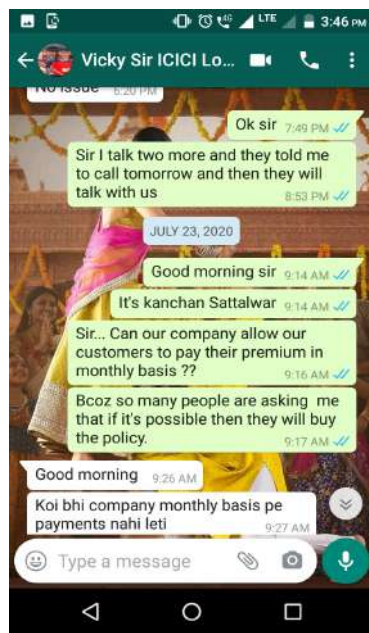 LTE 3:46 PM
Vicky Sir ICICI Lo...
No issue 6:20 PM
Ok sir 7:49 PM
Sir I talk two more and they told me
to call tomorrow and then they will
talk with us 8:53 PM
JULY 23, 2020
Good morning sir 9:14 AM
It's kanchan Sattalwar 9:14 AM
Sir... Can our company allow our
customers to pay their premium in
monthly basis ?? 9:16 AM
Bcoz so many people are asking me
that if it's possible then they will buy
the policy. 9:17 AM
Good morning 9:26 AM
Koi bhi company monthly basis pe
payments nahi leti 9:27 AM
Type a message